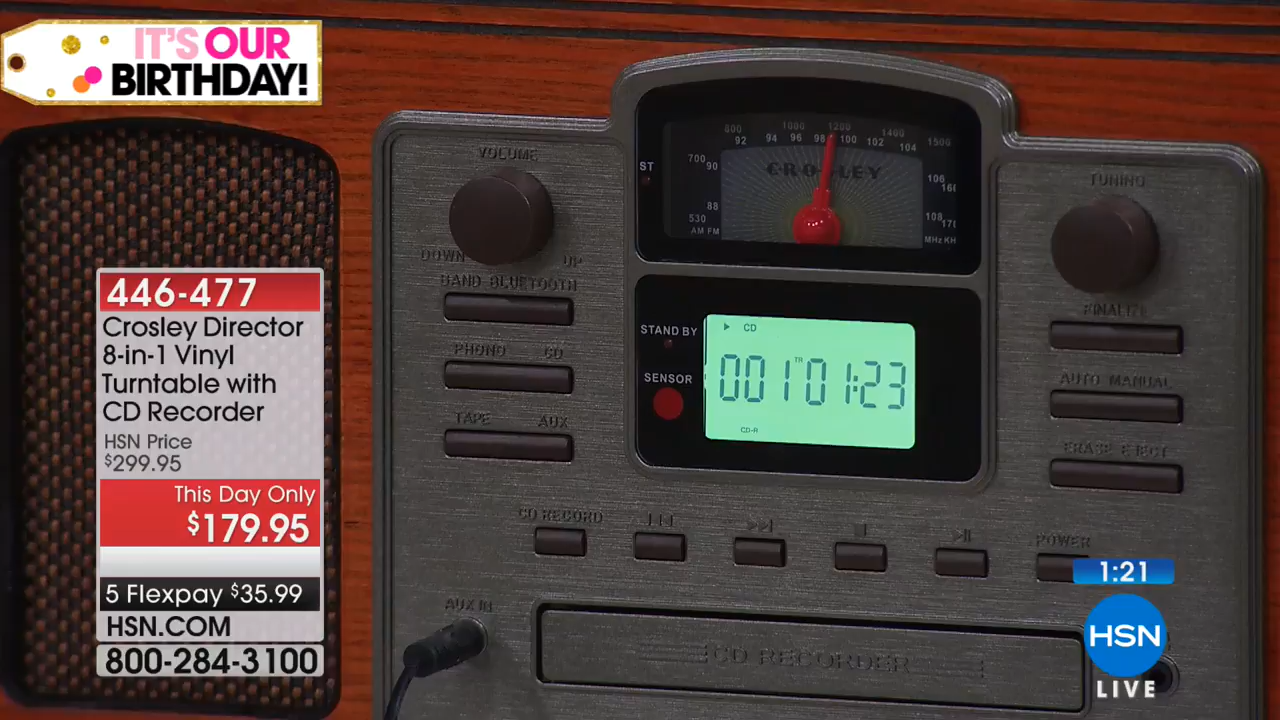 IT'S OUR
BIRTHDAY!
446-477
Crosley Director
8-in-1 Vinyl
Turntable with
CD Recorder
HSN Price
$299.95
This Day Only
$179.95
5 Flexpay $35.99
HSN.COM
800-284-3100
VOLUME
DOWN UP
BAND BLUETOOTH
PHONO CD
TAPE AUX
800 1000 1200 1400 1500
92 94 96 98 100 102 104
700 90
106
88
530
108
AM FM
ST
CROSLEY
STAND BY
SENSOR
CD
001 TR 01:23
CD-R
TUNING
FINALIZE
AUTO MANUAL
ERASE EJECT
CD RECORD
POWER
AUX IN
CD RECORDER
1:21
HSN
LIVE